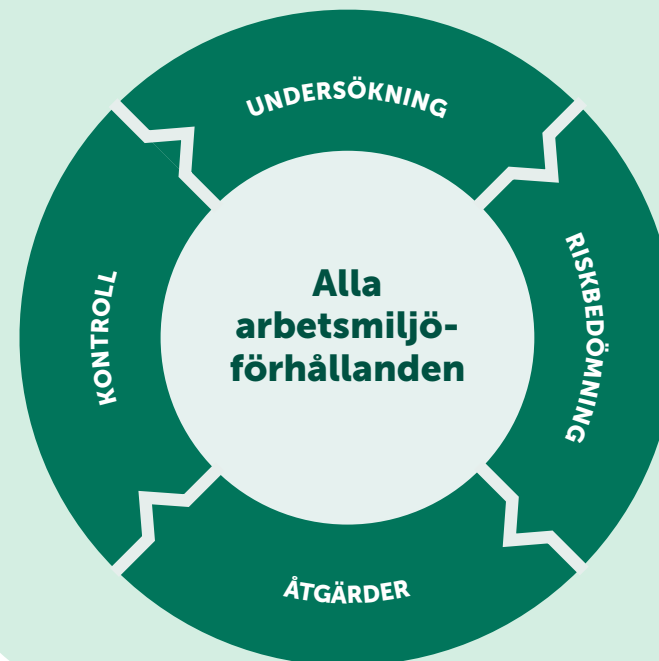 UNDERSÖKNING
RISKBEDÖMNING
Alla
arbetsmiljö-
förhållanden
KONTROLL
ÅTGÄRDER